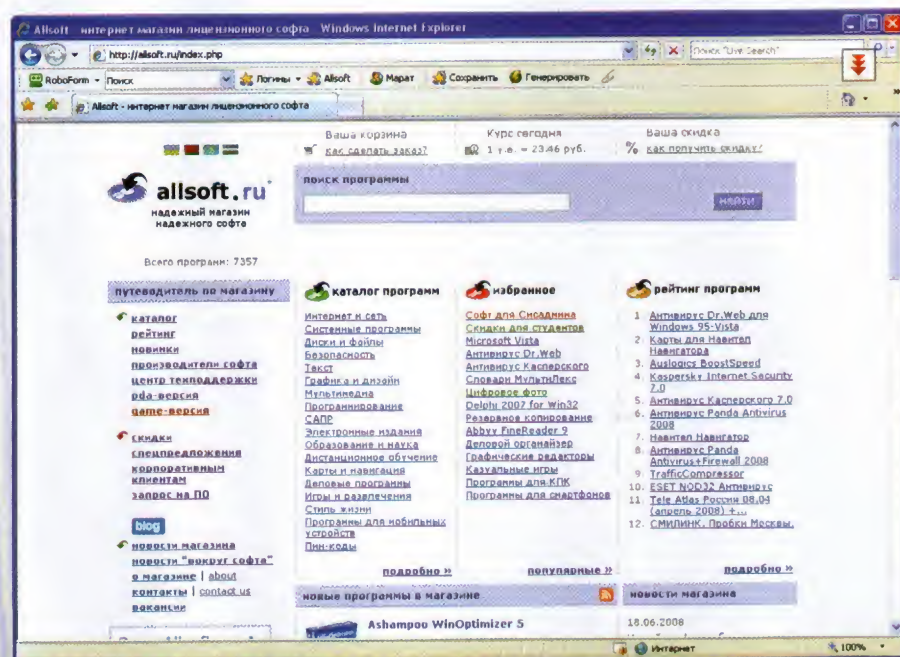 Allsoft - интернет магазин лицензионного софта - Windows Internet Explorer
http://allsoft.ru/index.php
Поиск "Live Search"
RoboForm
Поиск
Логины
Allsoft
Марат
Сохранить
Генерировать
Allsoft - интернет магазин лицензионного софта
Ваша корзина
как сделать заказ?
Курс сегодня
1 у.е. = 23.46 руб.
Ваша скидка
% как получить скидку?
allsoft.ru
надежный магазин
надежного софта
Всего программ: 7357
поиск программы
найти
путеводитель по магазину
каталог
рейтинг
новинки
производители софта
центр техподдержки
pda-версия
game-версия
скидки
спецпредложения
корпоративным
клиентам
запрос на ПО
blog
новости магазина
новости "вокруг софта"
о магазине | about
контакты | contact us
вакансии
каталог программ
Интернет и сеть
Системные программы
Диски и файлы
Безопасность
Текст
Графика и дизайн
Мультимедиа
Программирование
САПР
Электронные издания
Образование и наука
Дистанционное обучение
Карты и навигация
Деловые программы
Игры и развлечения
Стиль жизни
Программы для мобильных
устройств
Пин-коды
подробно »
избранное
Софт для Сисадмина
Скидки для студентов
Microsoft Vista
Антивирус Dr.Web
Антивирус Касперского
Словари МультиЛекс
Цифровое фото
Delphi 2007 for Win32
Резервное копирование
Abbyy FineReader 9
Деловой органайзер
Графические редакторы
Казуальные игры
Программы для КПК
Программы для смартфонов
популярные »
рейтинг программ
1. Антивирус Dr.Web для
Windows 95-Vista
2. Карты для Навител
Навигатора
3. Auslogics BoostSpeed
4. Kaspersky Internet Security
7.0
5. Антивирус Касперского 7.0
6. Антивирус Panda Antivirus
2008
7. Навител Навигатор
8. Антивирус Panda
Antivirus+Firewall 2008
9. TrafficCompressor
10. ESET NOD32 Антивирус
11. Tele Atlas Россия 08.04
(апрель 2008) +...
12. СМИЛИНК. Пробки Москвы.
подробно »
новые программы в магазине
Ashampoo WinOptimizer 5
новости магазина
18.06.2008
Интернет
100%